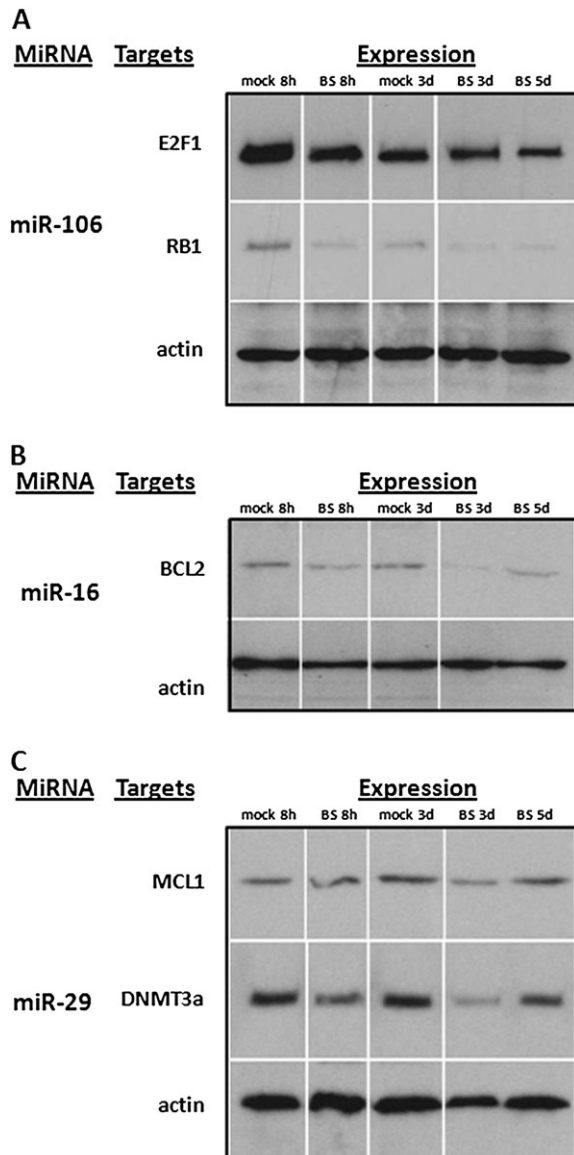 A
MiRNA Targets Expression
mock 8h BS 8h mock 3d BS 3d BS 5d
E2F1
miR-106
RB1
actin
B
MiRNA Targets Expression
mock 8h BS 8h mock 3d BS 3d BS 5d
BCL2
miR-16
actin
C
MiRNA Targets Expression
mock 8h BS 8h mock 3d BS 3d BS 5d
MCL1
miR-29 DNMT3a
actin